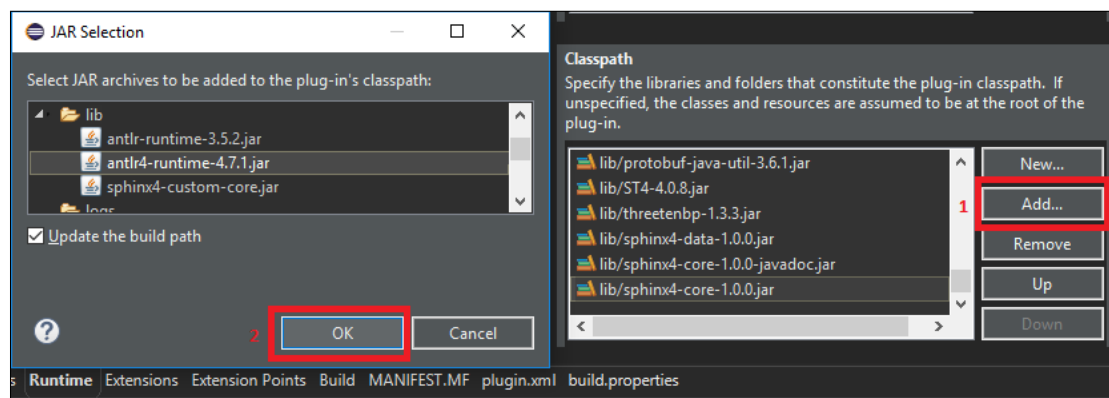 JAR Selection
Select JAR archives to be added to the plug-in's classpath:
lib
antlr-runtime-3.5.2.jar
antlr4-runtime-4.7.1.jar
sphinx4-custom-core.jar
logs
Update the build path
2
OK
Cancel
Classpath
Specify the libraries and folders that constitute the plug-in classpath. If
unspecified, the classes and resources are assumed to be at the root of the
plug-in.
lib/protobuf-java-util-3.6.1.jar
lib/ST4-4.0.8.jar
lib/threetenbp-1.3.3.jar
lib/sphinx4-data-1.0.0.jar
lib/sphinx4-core-1.0.0-javadoc.jar
lib/sphinx4-core-1.0.0.jar
New...
1
Add...
Remove
Up
Down
Runtime Extensions Extension Points Build MANIFEST.MF plugin.xml build.properties